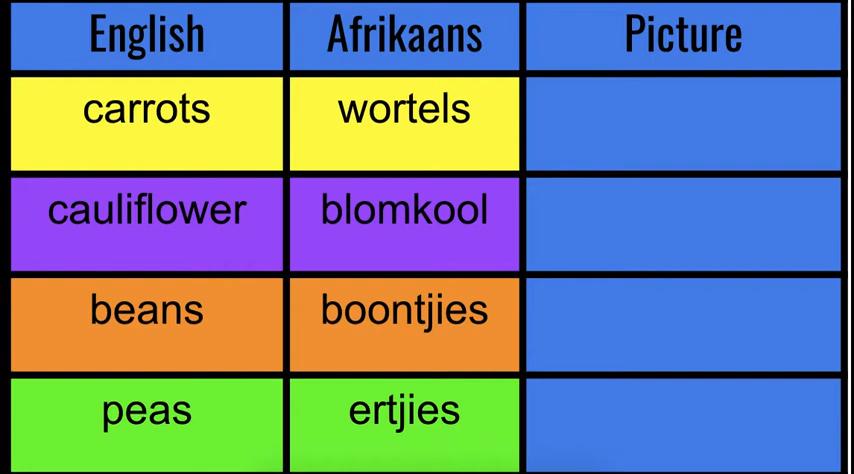 English Afrikaans Picture
carrots wortels
cauliflower blomkool
beans boontjies
peas ertjies